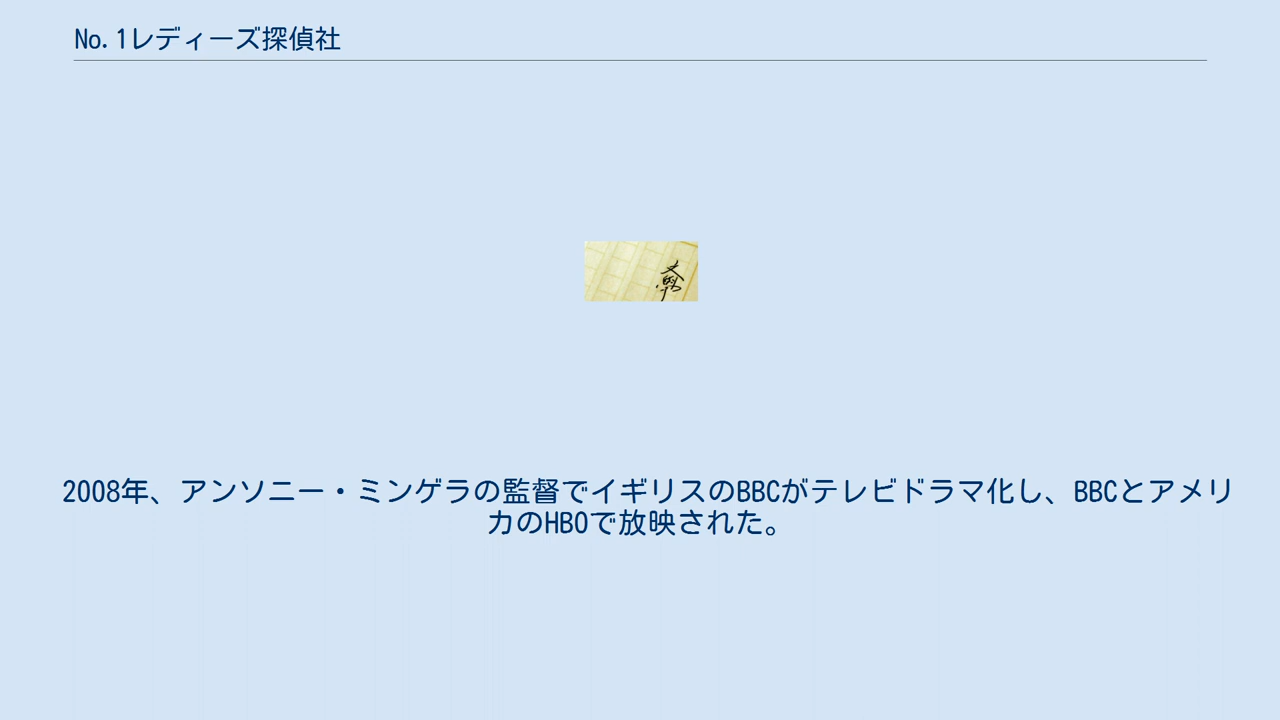 No.1レディーズ探偵社
2008年、アンソニー・ミンゲラの監督でイギリスのBBCがテレビドラマ化し、BBCとアメリ
カのHBOで放映された。